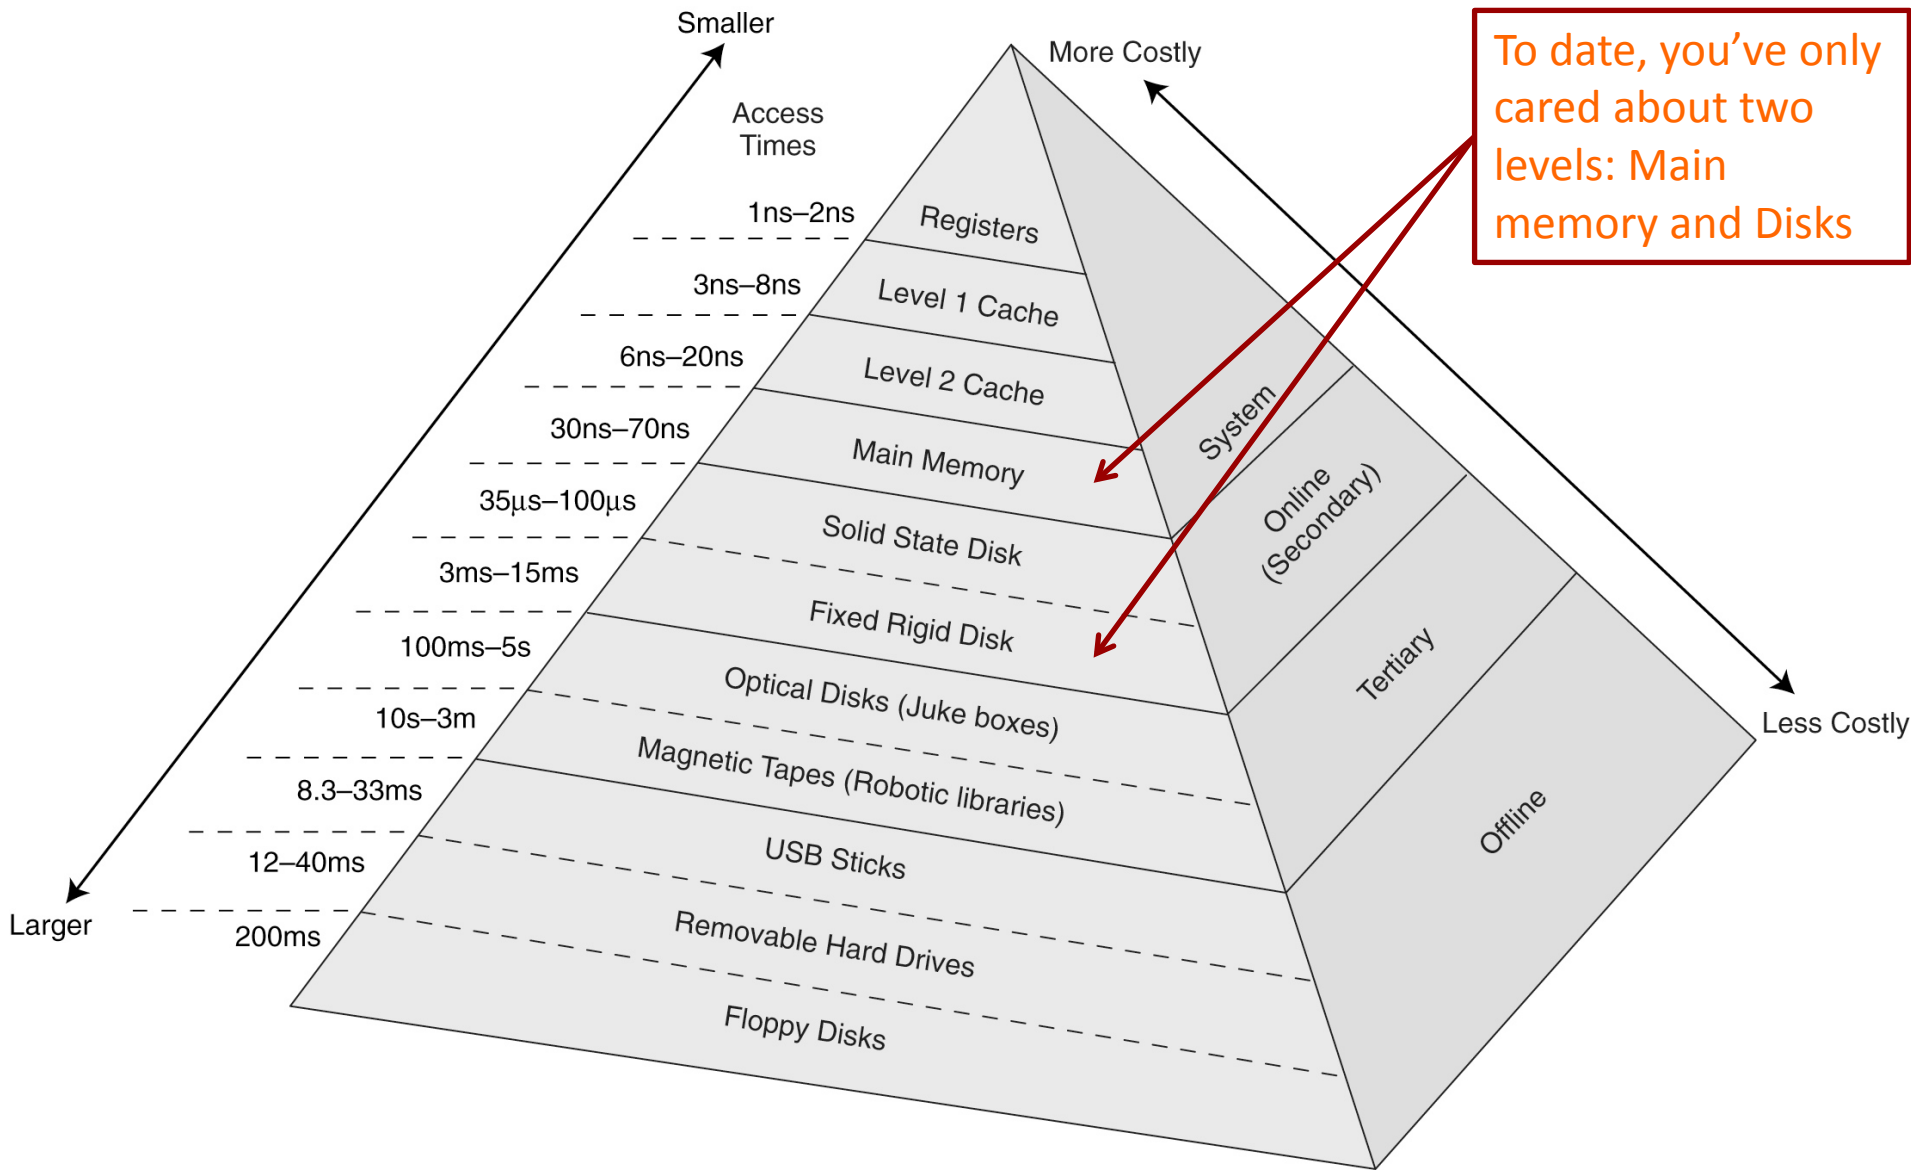 Smaller
More Costly
To date, you’ve only
cared about two
levels: Main
memory and Disks
Access
Times
1ns–2ns
Registers
3ns–8ns
Level 1 Cache
6ns–20ns
Level 2 Cache
30ns–70ns
Main Memory
System
35µs–100µs
Solid State Disk
Online
(Secondary)
3ms–15ms
Fixed Rigid Disk
100ms–5s
Optical Disks (Juke boxes)
Tertiary
10s–3m
Magnetic Tapes (Robotic libraries)
Less Costly
8.3–33ms
USB Sticks
Offline
12–40ms
Removable Hard Drives
Larger
200ms
Floppy Disks